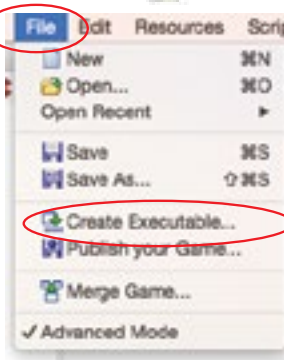 File Edit Resources Scrip
New ⌘N
Open... ⌘O
Open Recent ▶
Save ⌘S
Save As... ⇧⌘S
Create Executable...
Publish your Game...
Merge Game...
✓ Advanced Mode